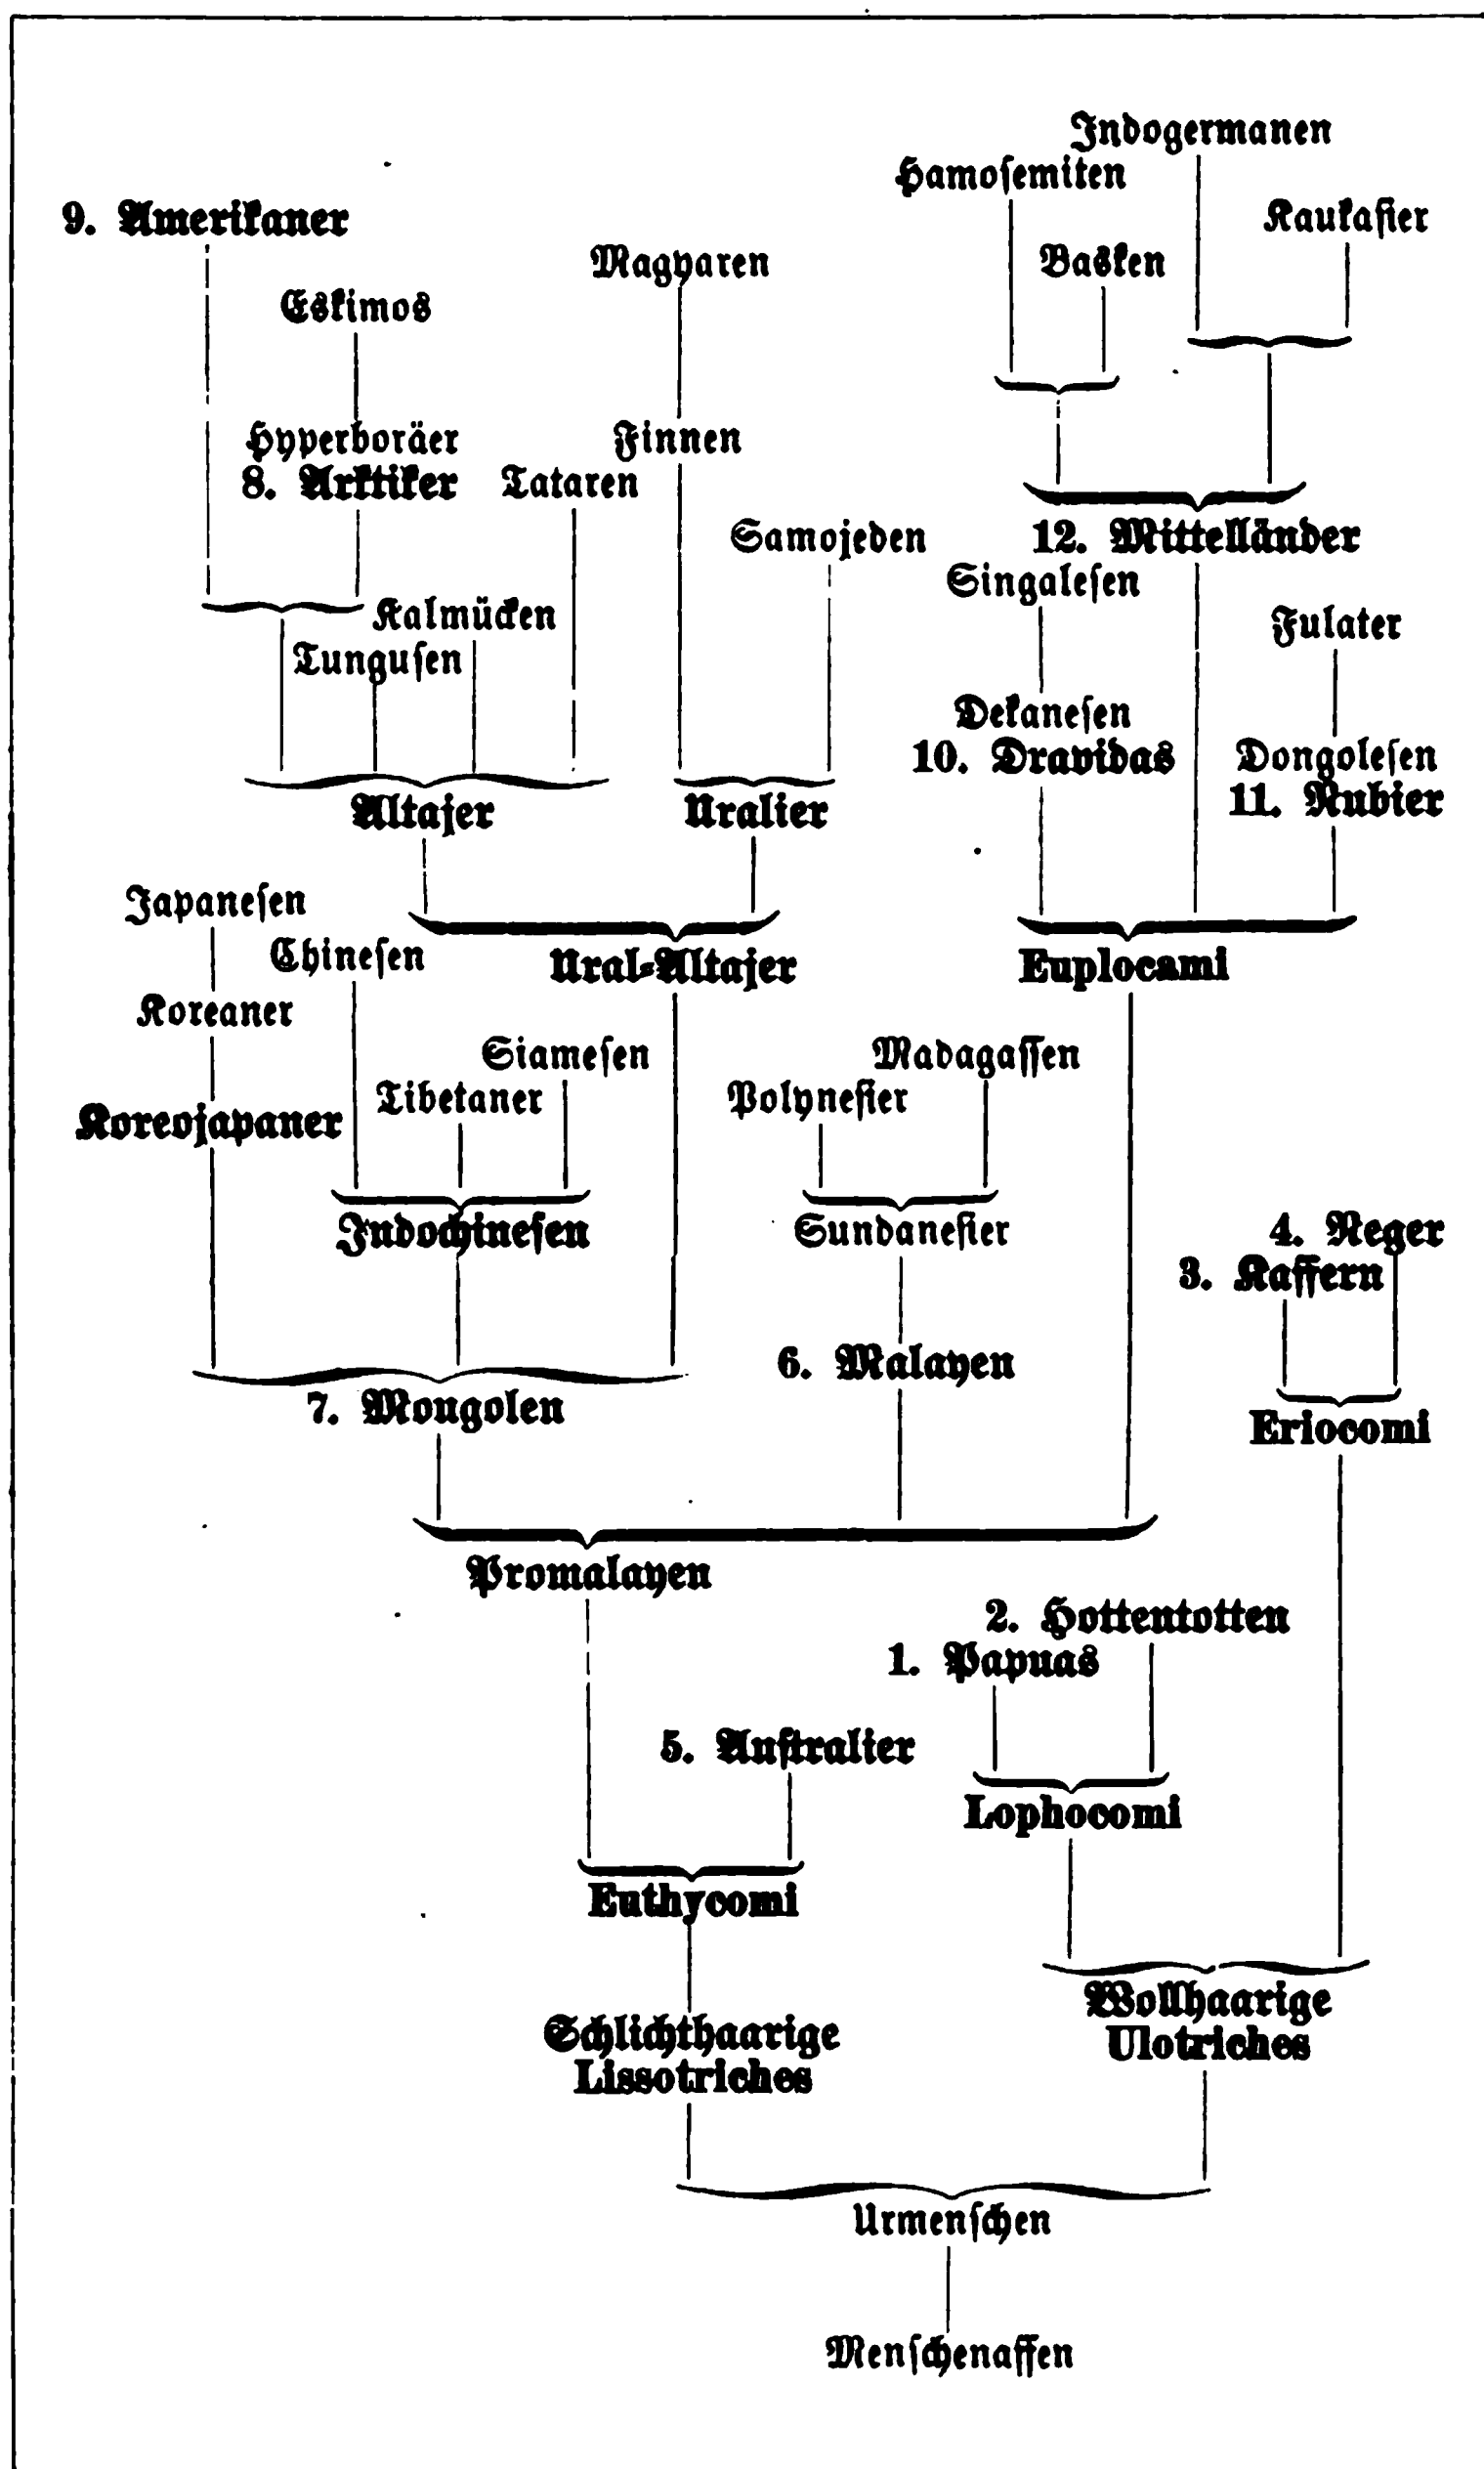 Indogermanen
Hamosemiten
9. Amerikaner
Kaukasier
Magyaren
Basken
Eskimos
Hyperboräer
Finnen
8. Arktiker
Tataren
Samojeden
12. Mittelländer
Singalesen
Kalmücken
Fulater
Tungusen
Dekanesen
10. Dravidas
Dongolesen
11. Nubier
Altajer
Uralier
Japanesen
Chinesen
Ural-Altajer
Euplocami
Koreaner
Siamesen
Madagassen
Tibetaner
Polynesier
Koreojapaner
Indochinesen
Sundanesier
4. Neger
3. Kaffern
6. Malayen
7. Mongolen
Eriocomi
Promalayen
2. Hottentotten
1. Papuas
5. Australier
Lophocomi
Euthycomi
Wollhaarige
Ulotriches
Schlichthaarige
Lissotriches
Urmenschen
Menschenaffen